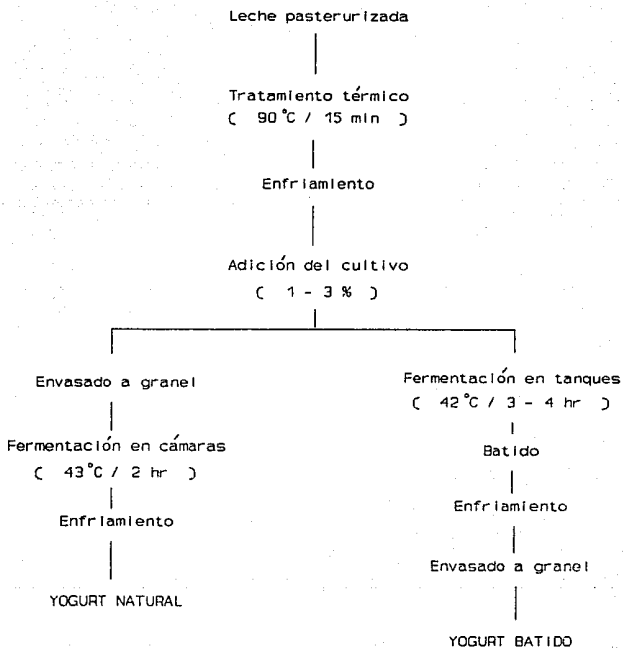 Leche pasterurizada
Tratamiento térmico
( 90°C / 15 min )
Enfriamiento
Adición del cultivo
( 1 - 3 % )
Envasado a granel
Fermentación en cámaras
( 43°C / 2 hr )
Enfriamiento
YOGURT NATURAL
Fermentación en tanques
( 42°C / 3 - 4 hr )
Batido
Enfriamiento
Envasado a granel
YOGURT BATIDO